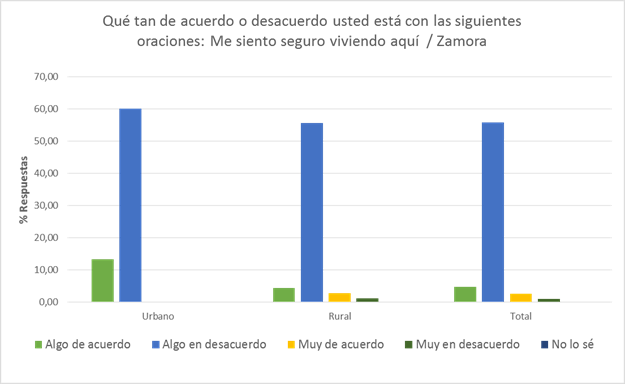 Qué tan de acuerdo o desacuerdo usted está con las siguientes
oraciones: Me siento seguro viviendo aquí / Zamora
70,00
60,00
50,00
40,00
30,00
20,00
10,00
0,00
% Respuestas
Urbano Rural Total
Algo de acuerdo Algo en desacuerdo Muy de acuerdo Muy en desacuerdo No lo sé